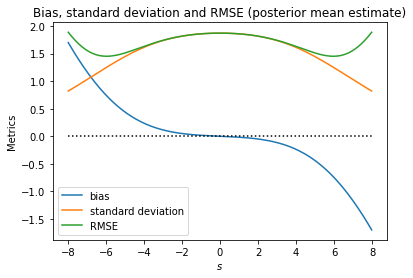 Bias, standard deviation and RMSE (posterior mean estimate)
Metrics
2.0
1.5
1.0
0.5
0.0
−0.5
−1.0
−1.5
bias
standard deviation
RMSE
−8 −6 −4 −2 0 2 4 6 8
s